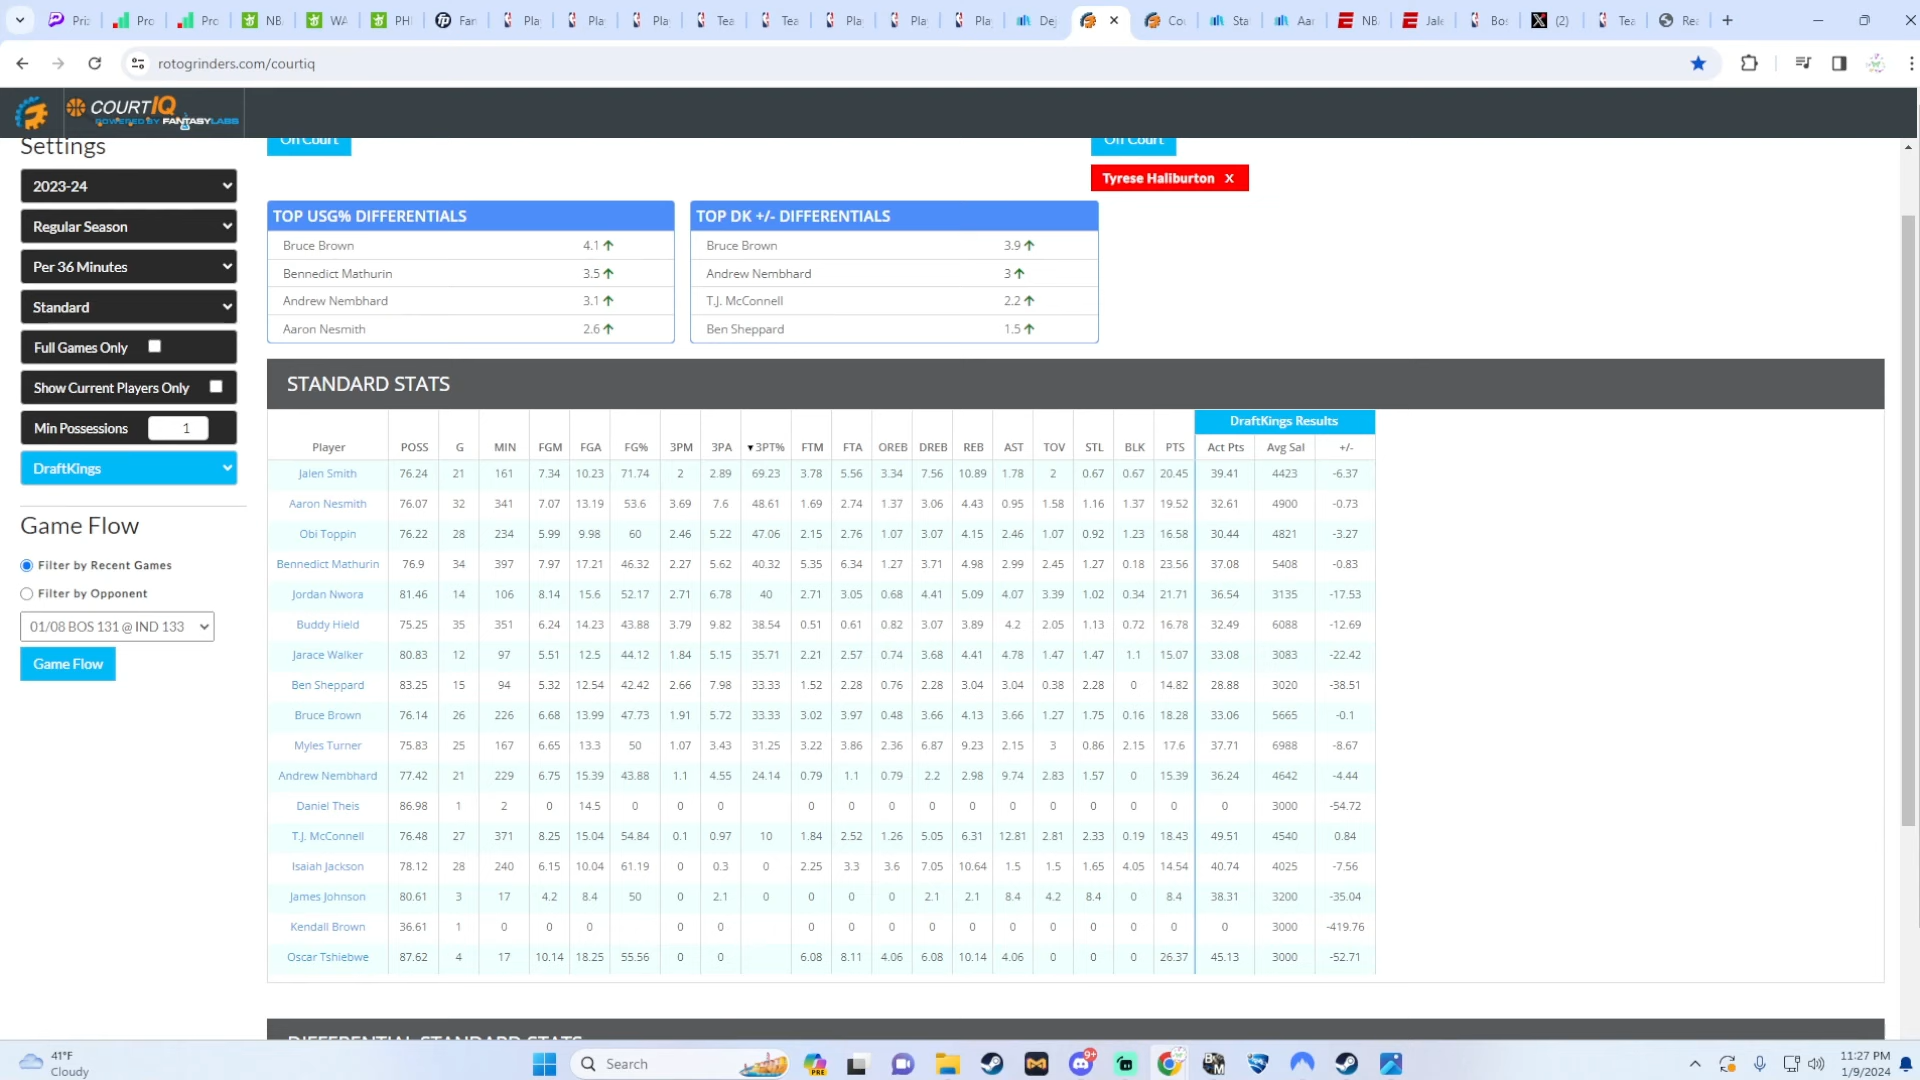 Priz
Pro
Pro
NB
WA
PHI
Fan
Pla
Pla
Pla
Tea
Tea
Pla
Pla
Pla
Dej
Cou
Sta
Aar
NB
Jale
Bos
(2)
Tea
Re
rotogrinders.com/courtiq
COURTIQ
POWERED BY FANTASYLABS
Settings
2023-24
Regular Season
Per 36 Minutes
Standard
Full Games Only
Show Current Players Only
Min Possessions 1
DraftKings
Game Flow
Filter by Recent Games
Filter by Opponent
01/08 BOS 131 @ IND 133
Game Flow
Off Court
Tyrese Haliburton X
TOP USG% DIFFERENTIALS
Bruce Brown 4.1
Bennedict Mathurin 3.5
Andrew Nembhard 3.1
Aaron Nesmith 2.6
TOP DK +/- DIFFERENTIALS
Bruce Brown 3.9
Andrew Nembhard 3
T.J. McConnell 2.2
Ben Sheppard 1.5
STANDARD STATS
DraftKings Results
Player POSS G MIN FGM FGA FG% 3PM 3PA ▾3PT% FTM FTA OREB DREB REB AST TOV STL BLK PTS Act Pts Avg Sal +/-
Jalen Smith 76.24 21 161 7.34 10.23 71.74 2 2.89 69.23 3.78 5.56 3.34 7.56 10.89 1.78 2 0.67 0.67 20.45 39.41 4423 -6.37
Aaron Nesmith 76.07 32 341 7.07 13.19 53.6 3.69 7.6 48.61 1.69 2.74 1.37 3.06 4.43 0.95 1.58 1.16 1.37 19.52 32.61 4900 -0.73
Obi Toppin 76.22 28 234 5.99 9.98 60 2.46 5.22 47.06 2.15 2.76 1.07 3.07 4.15 2.46 1.07 0.92 1.23 16.58 30.44 4821 -3.27
Bennedict Mathurin 76.9 34 397 7.97 17.21 46.32 2.27 5.62 40.32 5.35 6.34 1.27 3.71 4.98 2.99 2.45 1.27 0.18 23.56 37.08 5408 -0.83
Jordan Nwora 81.46 14 106 8.14 15.6 52.17 2.71 6.78 40 2.71 3.05 0.68 4.41 5.09 4.07 3.39 1.02 0.34 21.71 36.54 3135 -17.53
Buddy Hield 75.25 35 351 6.24 14.23 43.88 3.79 9.82 38.54 0.51 0.61 0.82 3.07 3.89 4.2 2.05 1.13 0.72 16.78 32.49 6088 -12.69
Jarace Walker 80.83 12 97 5.51 12.5 44.12 1.84 5.15 35.71 2.21 2.57 0.74 3.68 4.41 4.78 1.47 1.47 1.1 15.07 33.08 3083 -22.42
Ben Sheppard 83.25 15 94 5.32 12.54 42.42 2.66 7.98 33.33 1.52 2.28 0.76 2.28 3.04 3.04 0.38 2.28 0 14.82 28.88 3020 -38.51
Bruce Brown 76.14 26 226 6.68 13.99 47.73 1.91 5.72 33.33 3.02 3.97 0.48 3.66 4.13 3.66 1.27 1.75 0.16 18.28 33.06 5665 -0.1
Myles Turner 75.83 25 167 6.65 13.3 50 1.07 3.43 31.25 3.22 3.86 2.36 6.87 9.23 2.15 3 0.86 2.15 17.6 37.71 6988 -8.67
Andrew Nembhard 77.42 21 229 6.75 15.39 43.88 1.1 4.55 24.14 0.79 1.1 0.79 2.2 2.98 9.74 2.83 1.57 0 15.39 36.24 4642 -4.44
Daniel Theis 86.98 1 2 0 14.5 0 0 0 0 0 0 0 0 0 0 0 0 0 3000 -54.72
T.J. McConnell 76.48 27 371 8.25 15.04 54.84 0.1 0.97 10 1.84 2.52 1.26 5.05 6.31 12.81 2.81 2.33 0.19 18.43 49.51 4540 0.84
Isaiah Jackson 78.12 28 240 6.15 10.04 61.19 0 0.3 0 2.25 3.3 3.6 7.05 10.64 1.5 1.5 1.65 4.05 14.54 40.74 4025 -7.56
James Johnson 80.61 3 17 4.2 8.4 50 0 2.1 0 0 0 0 2.1 2.1 8.4 4.2 8.4 0 8.4 38.31 3200 -35.04
Kendall Brown 36.61 1 0 0 0 0 0 0 0 0 0 0 0 0 0 0 0 0 3000 -419.76
Oscar Tshiebwe 87.62 4 17 10.14 18.25 55.56 0 0 6.08 8.11 4.06 6.08 10.14 4.06 0 0 0 26.37 45.13 3000 -52.71
DIFFERENTIAL STANDARD STATS
41°F
Cloudy
Search
PRE
9+
11:27 PM
1/9/2024